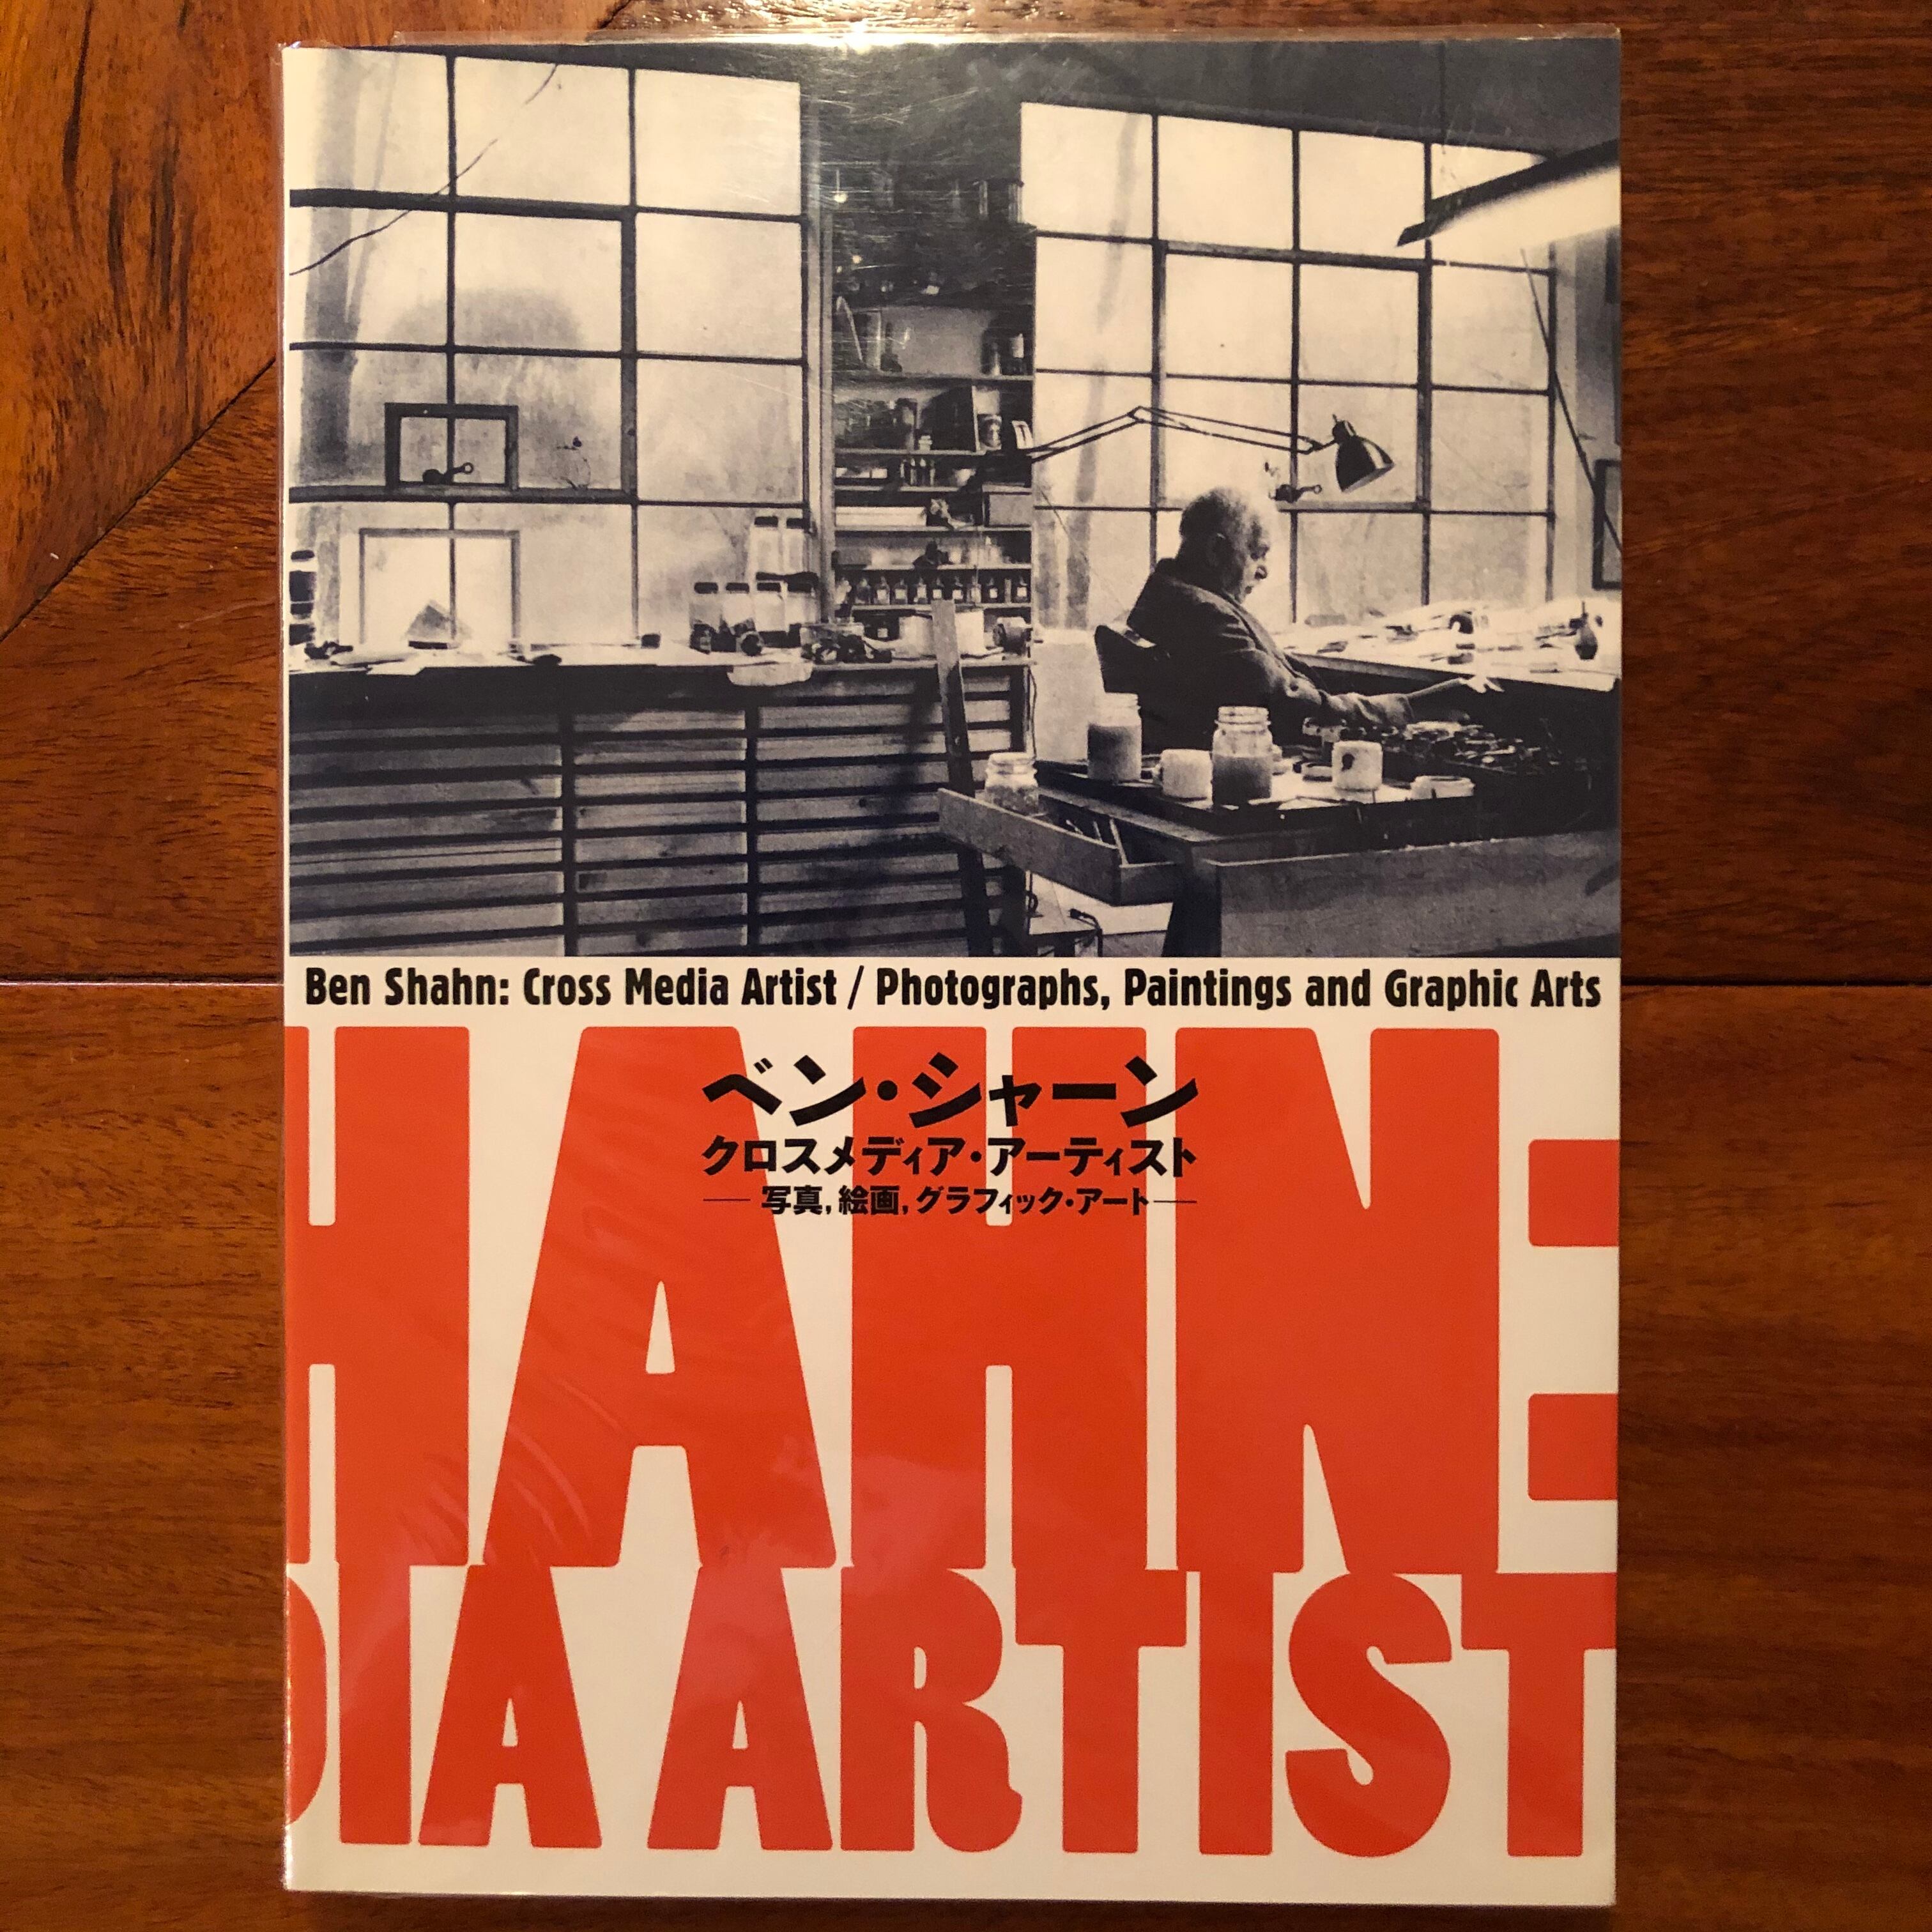 Ben Shahn: Cross Media Artist / Photographs, Paintings and Graphic Arts
HAHN:
ベン・シャーン
クロスメディア・アーティスト
— 写真, 絵画, グラフィック・アート —
DIA ARTIST